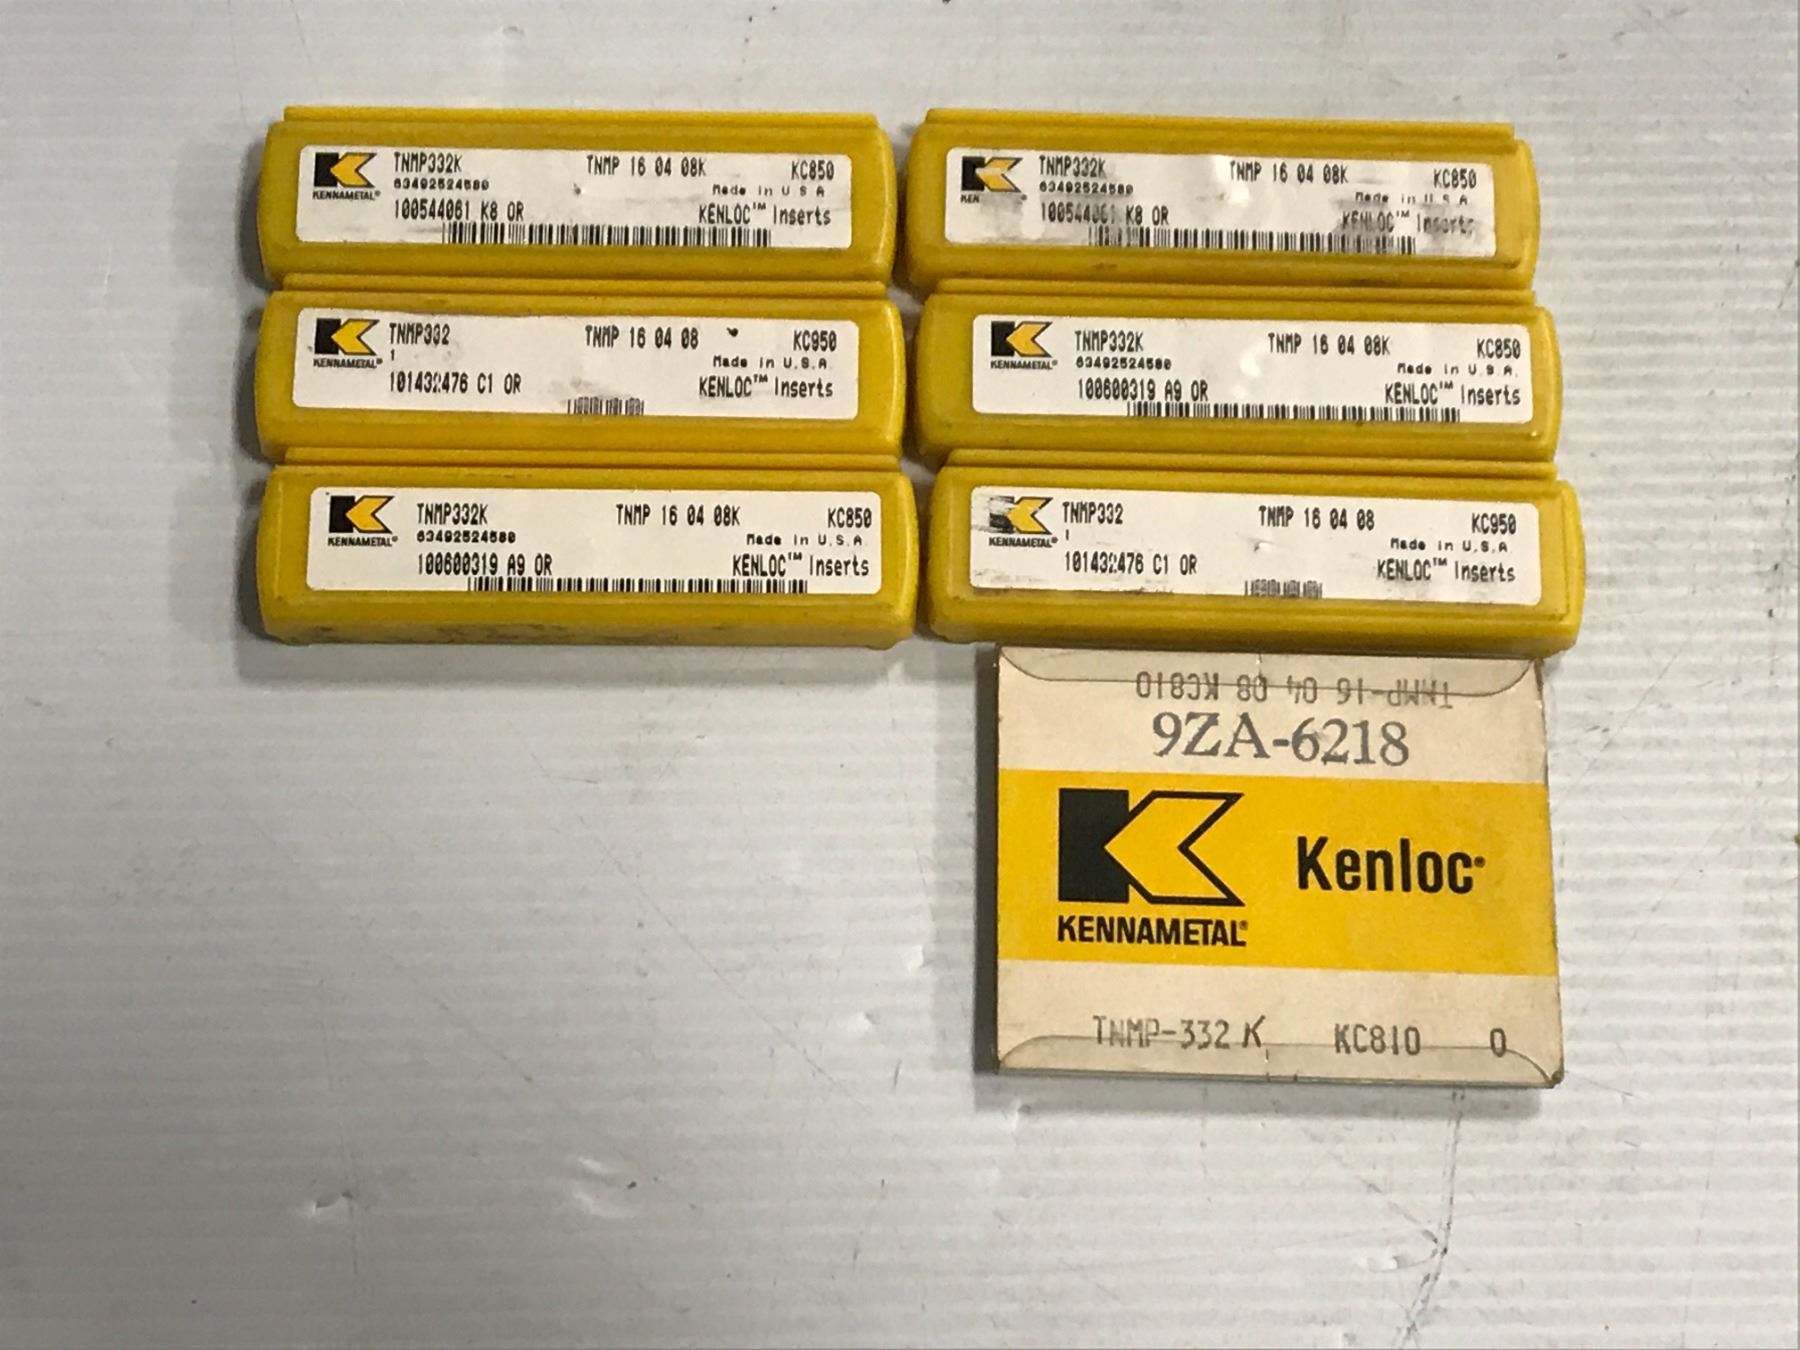 TNMP332K TNMP 16 04 08K KC850
63492524580 Made in U.S.A
KENNAMETAL®
100544061 K8 OR KENLOC™ Inserts
TNMP332K TNMP 16 04 08K KC850
63492524580 Made in U.S.A
KEN
100544061 K8 OR KENLOC™ Inserts
TNMP332 TNMP 16 04 08 KC950
1 Made in U.S.A.
KENNAMETAL®
101432476 C1 OR KENLOC™ Inserts
TNMP332K TNMP 16 04 08K KC850
63492524580 Made in U.S.A.
KENNAMETAL®
100600319 A9 OR KENLOC™ Inserts
TNMP332K TNMP 16 04 08K KC850
63492524580 Made in U.S.A.
KENNAMETAL®
100600319 A9 OR KENLOC™ Inserts
TNMP332 TNMP 16 04 08 KC950
1 Made in U.S.A
KENNAMETAL®
101432476 C1 OR KENLOC™ Inserts
TNMP-16 04 08 KC810
9ZA-6218
Kenloc®
KENNAMETAL®
TNMP-332 K KC810 0